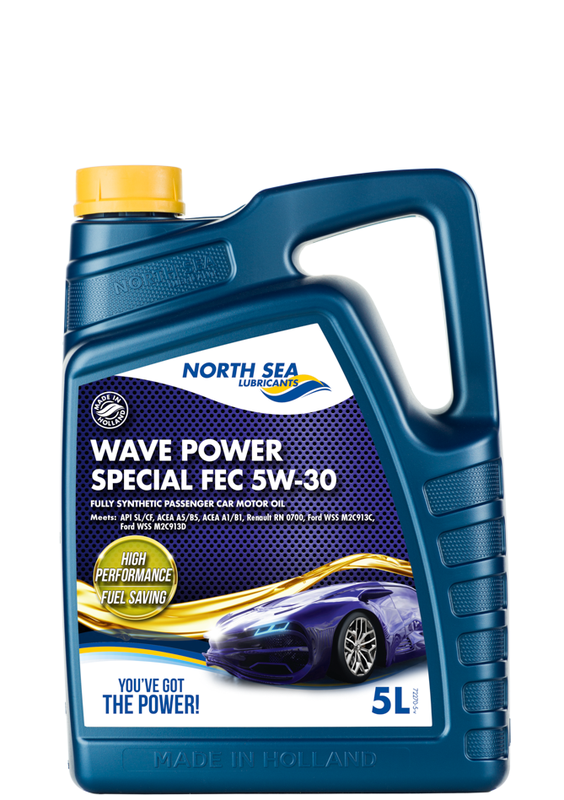 NORTH SEA
NORTH SEA
LUBRICANTS
MADE IN
HOLLAND
WAVE POWER
SPECIAL FEC 5W-30
FULLY SYNTHETIC PASSENGER CAR MOTOR OIL
Meets: API SL/CF, ACEA A5/B5, ACEA A1/B1, Renault RN 0700, Ford WSS M2C913C,
Ford WSS M2C913D
HIGH
PERFORMANCE
FUEL SAVING
YOU'VE GOT
THE POWER!
5L
MADE IN HOLLAND